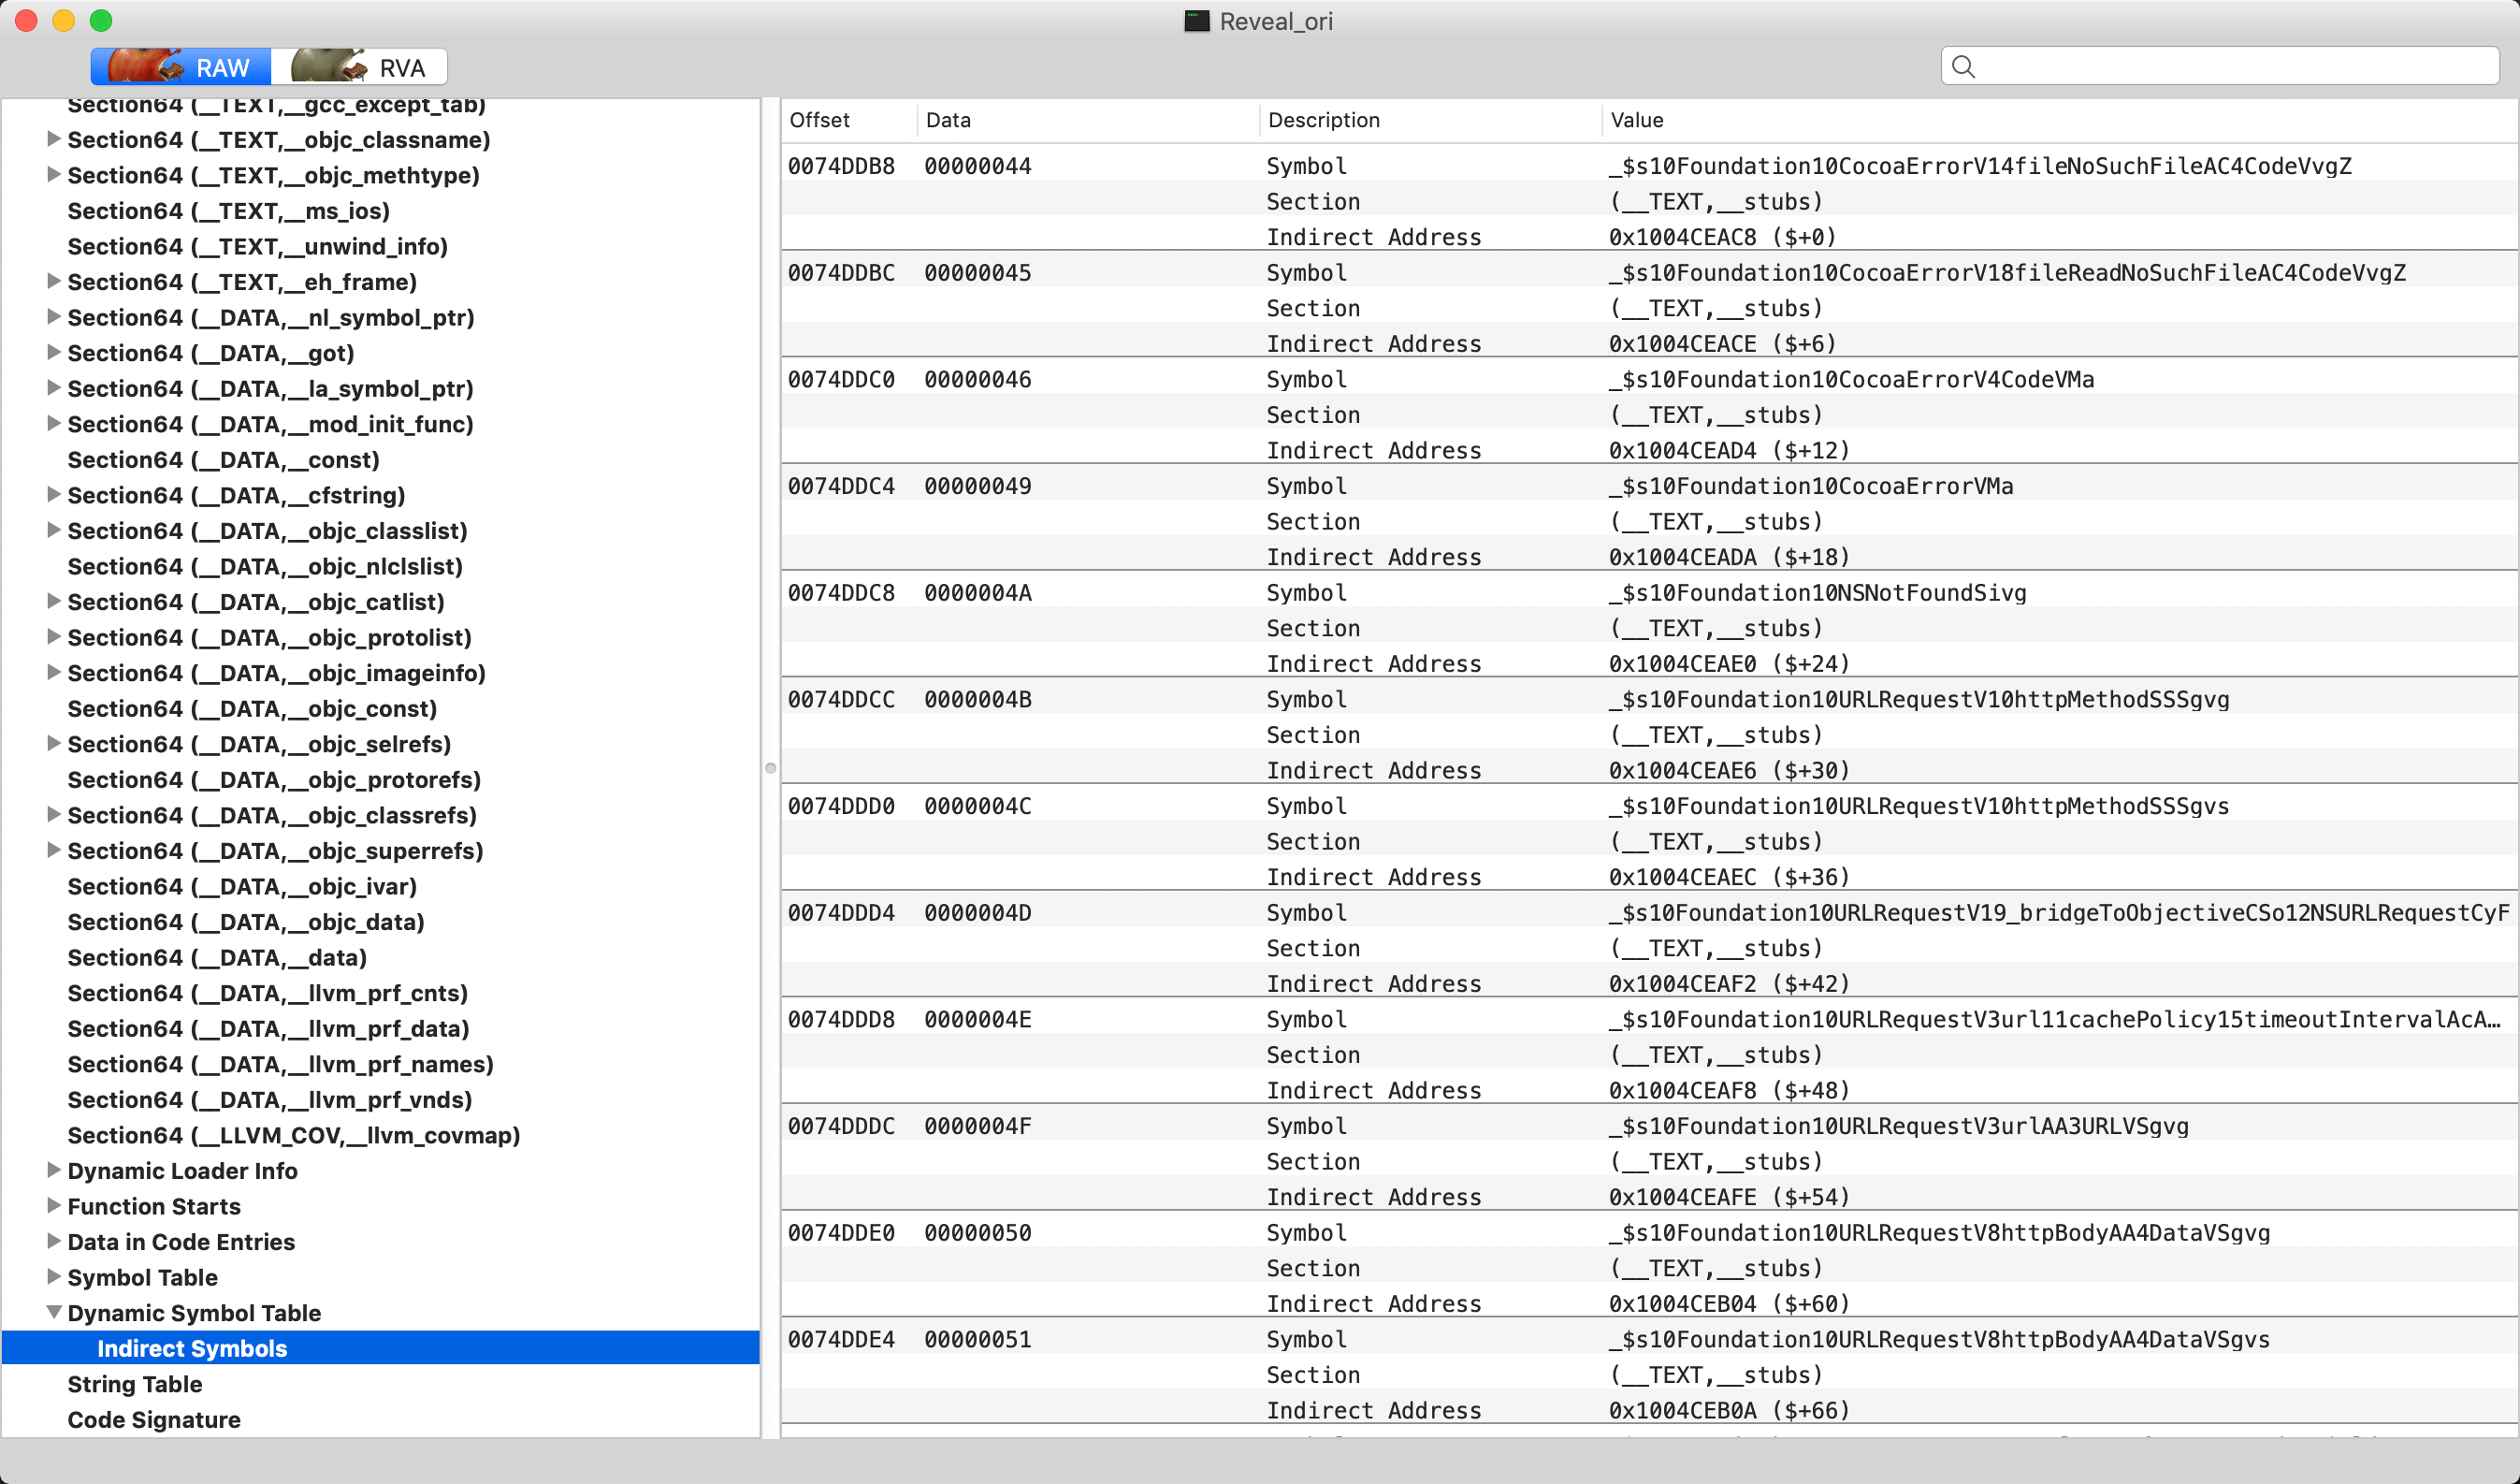 Reveal_ori
RAW
RVA
Section64 (__TEXT,__gcc_except_tab)
Section64 (__TEXT,__objc_classname)
Section64 (__TEXT,__objc_methtype)
Section64 (__TEXT,__ms_ios)
Section64 (__TEXT,__unwind_info)
Section64 (__TEXT,__eh_frame)
Section64 (__DATA,__nl_symbol_ptr)
Section64 (__DATA,__got)
Section64 (__DATA,__la_symbol_ptr)
Section64 (__DATA,__mod_init_func)
Section64 (__DATA,__const)
Section64 (__DATA,__cfstring)
Section64 (__DATA,__objc_classlist)
Section64 (__DATA,__objc_nlclslist)
Section64 (__DATA,__objc_catlist)
Section64 (__DATA,__objc_protolist)
Section64 (__DATA,__objc_imageinfo)
Section64 (__DATA,__objc_const)
Section64 (__DATA,__objc_selrefs)
Section64 (__DATA,__objc_protorefs)
Section64 (__DATA,__objc_classrefs)
Section64 (__DATA,__objc_superrefs)
Section64 (__DATA,__objc_ivar)
Section64 (__DATA,__objc_data)
Section64 (__DATA,__data)
Section64 (__DATA,__llvm_prf_cnts)
Section64 (__DATA,__llvm_prf_data)
Section64 (__DATA,__llvm_prf_names)
Section64 (__DATA,__llvm_prf_vnds)
Section64 (__LLVM_COV,__llvm_covmap)
Dynamic Loader Info
Function Starts
Data in Code Entries
Symbol Table
Dynamic Symbol Table
Indirect Symbols
String Table
Code Signature
Offset Data Description Value
0074DDB8 00000044 Symbol _$s10Foundation10CocoaErrorV14fileNoSuchFileAC4CodeVvgZ
Section (__TEXT,__stubs)
Indirect Address 0x1004CEAC8 ($+0)
0074DDBC 00000045 Symbol _$s10Foundation10CocoaErrorV18fileReadNoSuchFileAC4CodeVvgZ
Section (__TEXT,__stubs)
Indirect Address 0x1004CEACE ($+6)
0074DDC0 00000046 Symbol _$s10Foundation10CocoaErrorV4CodeVMa
Section (__TEXT,__stubs)
Indirect Address 0x1004CEAD4 ($+12)
0074DDC4 00000049 Symbol _$s10Foundation10CocoaErrorVMa
Section (__TEXT,__stubs)
Indirect Address 0x1004CEADA ($+18)
0074DDC8 0000004A Symbol _$s10Foundation10NSNotFoundSivg
Section (__TEXT,__stubs)
Indirect Address 0x1004CEAE0 ($+24)
0074DDCC 0000004B Symbol _$s10Foundation10URLRequestV10httpMethodSSSgvg
Section (__TEXT,__stubs)
Indirect Address 0x1004CEAE6 ($+30)
0074DDD0 0000004C Symbol _$s10Foundation10URLRequestV10httpMethodSSSgvs
Section (__TEXT,__stubs)
Indirect Address 0x1004CEAEC ($+36)
0074DDD4 0000004D Symbol _$s10Foundation10URLRequestV19_bridgeToObjectiveCSo12NSURLRequestCyF
Section (__TEXT,__stubs)
Indirect Address 0x1004CEAF2 ($+42)
0074DDD8 0000004E Symbol _$s10Foundation10URLRequestV3url11cachePolicy15timeoutIntervalAcA…
Section (__TEXT,__stubs)
Indirect Address 0x1004CEAF8 ($+48)
0074DDDC 0000004F Symbol _$s10Foundation10URLRequestV3urlAA3URLVSgvg
Section (__TEXT,__stubs)
Indirect Address 0x1004CEAFE ($+54)
0074DDE0 00000050 Symbol _$s10Foundation10URLRequestV8httpBodyAA4DataVSgvg
Section (__TEXT,__stubs)
Indirect Address 0x1004CEB04 ($+60)
0074DDE4 00000051 Symbol _$s10Foundation10URLRequestV8httpBodyAA4DataVSgvs
Section (__TEXT,__stubs)
Indirect Address 0x1004CEB0A ($+66)